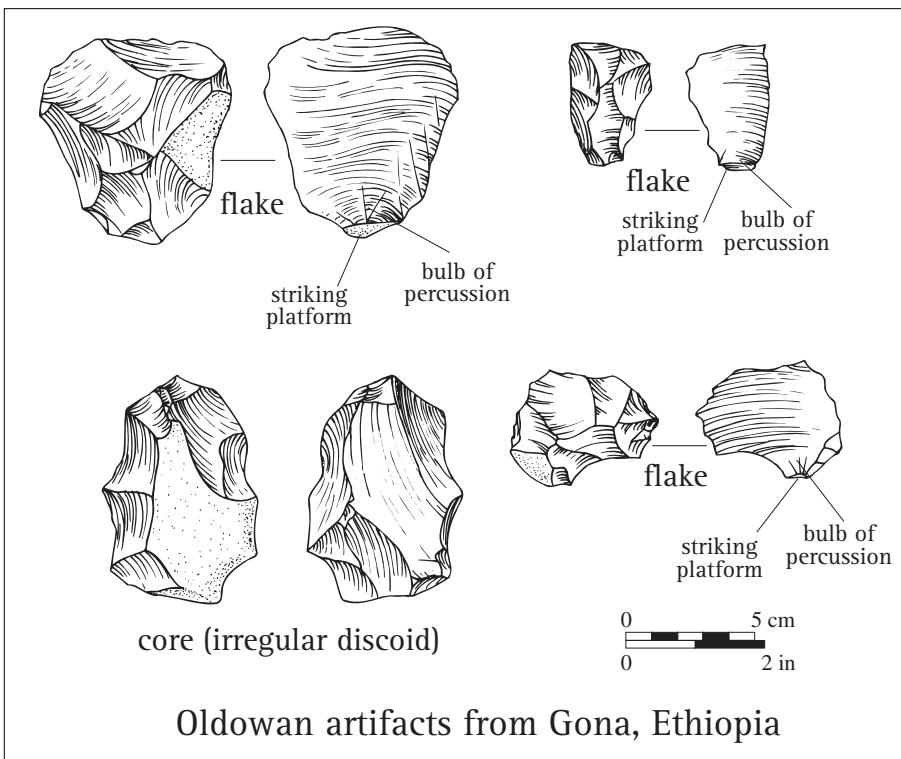 flake
striking
platform
bulb of
percussion
flake
striking
platform
bulb of
percussion
core (irregular discoid)
flake
striking
platform
bulb of
percussion
0 5 cm
0 2 in
Oldowan artifacts from Gona, Ethiopia